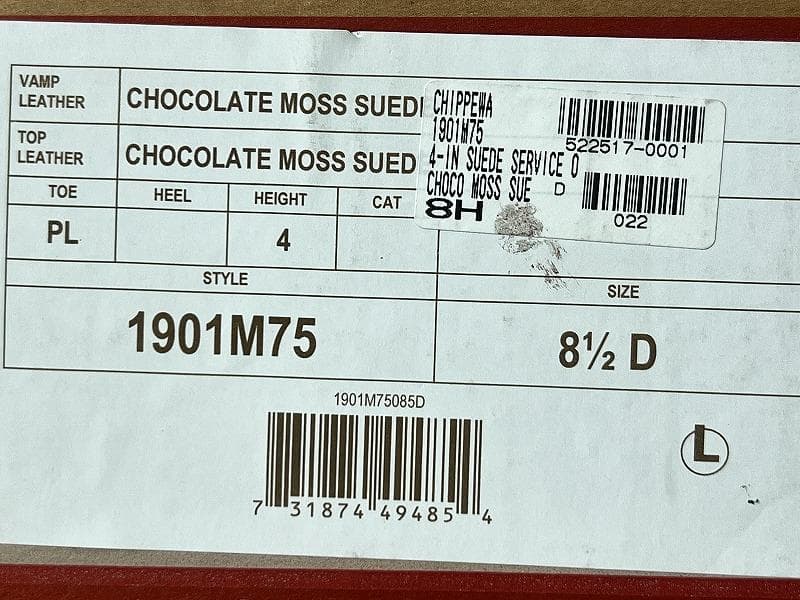 VAMP LEATHER
CHOCOLATE MOSS SUED
TOP LEATHER
CHOCOLATE MOSS SUED
CHIPPEWA
1901M75
4-IN SUEDE SERVICE O
CHOCO MOSS SUE D
8H
522517-0001
022
TOE HEEL HEIGHT CAT
PL 4
STYLE SIZE
1901M75 8½ D
1901M75085D
7 31874 49485 4
L